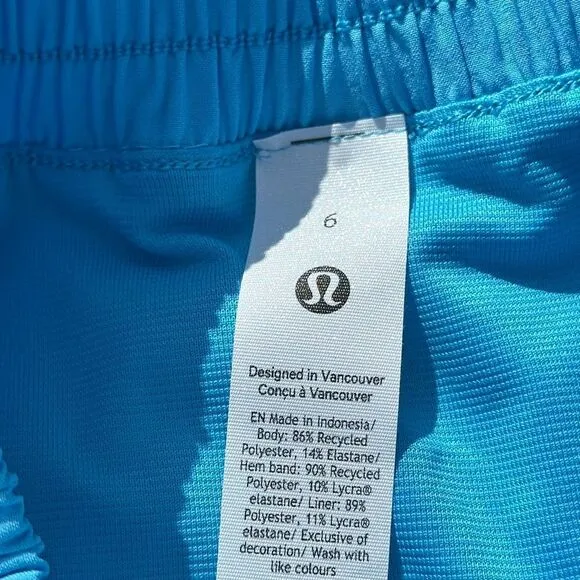 6
Designed in Vancouver
Conçu à Vancouver
EN Made in Indonesia/
Body: 86% Recycled
Polyester, 14% Elastane/
Hem band: 90% Recycled
Polyester, 10% Lycra®
elastane/ Liner: 89%
Polyester, 11% Lycra®
elastane/ Exclusive of
decoration/ Wash with
like colours